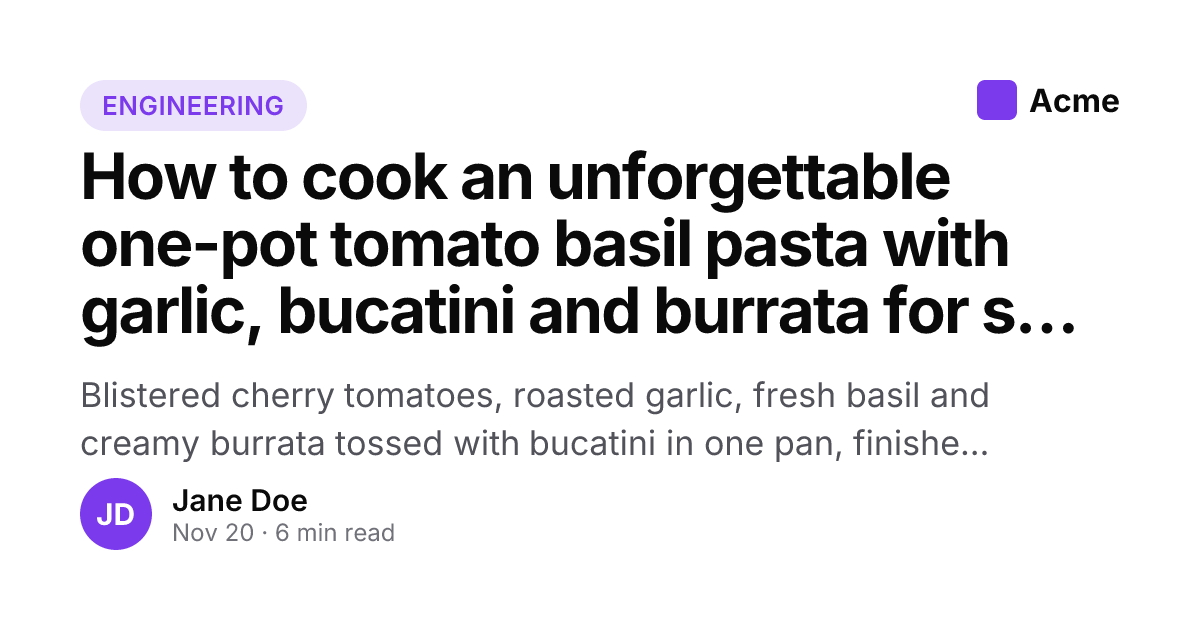 ENGINEERING
Acme
How to cook an unforgettable
one-pot tomato basil pasta with
garlic, bucatini and burrata for s…
Blistered cherry tomatoes, roasted garlic, fresh basil and
creamy burrata tossed with bucatini in one pan, finishe…
JD
Jane Doe
Nov 20 · 6 min read